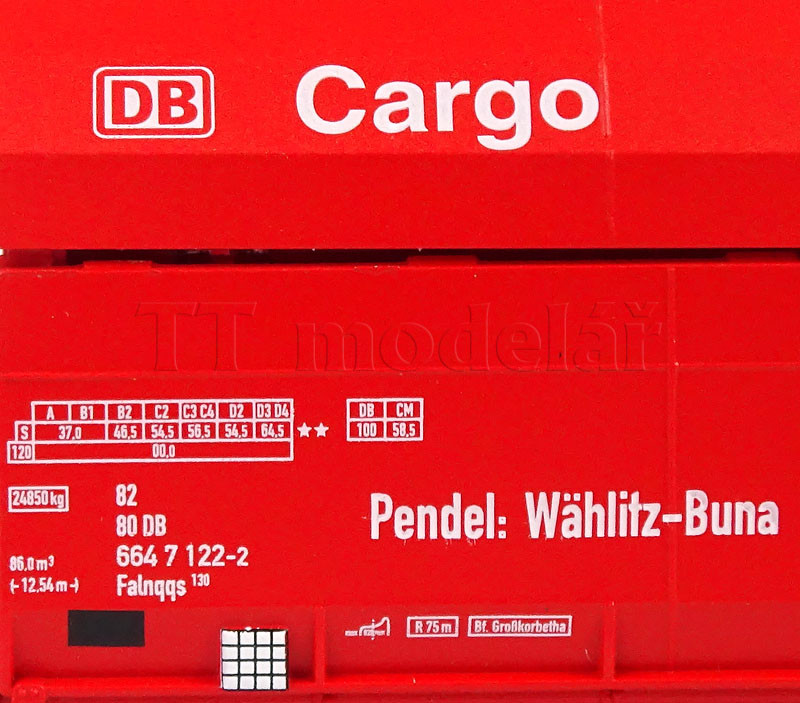 DB Cargo
TT modelář
A B1 B2 C2 C3 C4 D2 D3 D4
S 37,0 46,5 54,5 56,5 54,5 64,5 ★★
120 00,0
DB CM
100 58,5
24850 kg
82
80 DB
664 7 122-2
Falnqqs 130
86,0 m³
(- 12,54 m -)
Pendel: Wählitz-Buna
R 75 m
Bf. Großkorbetha